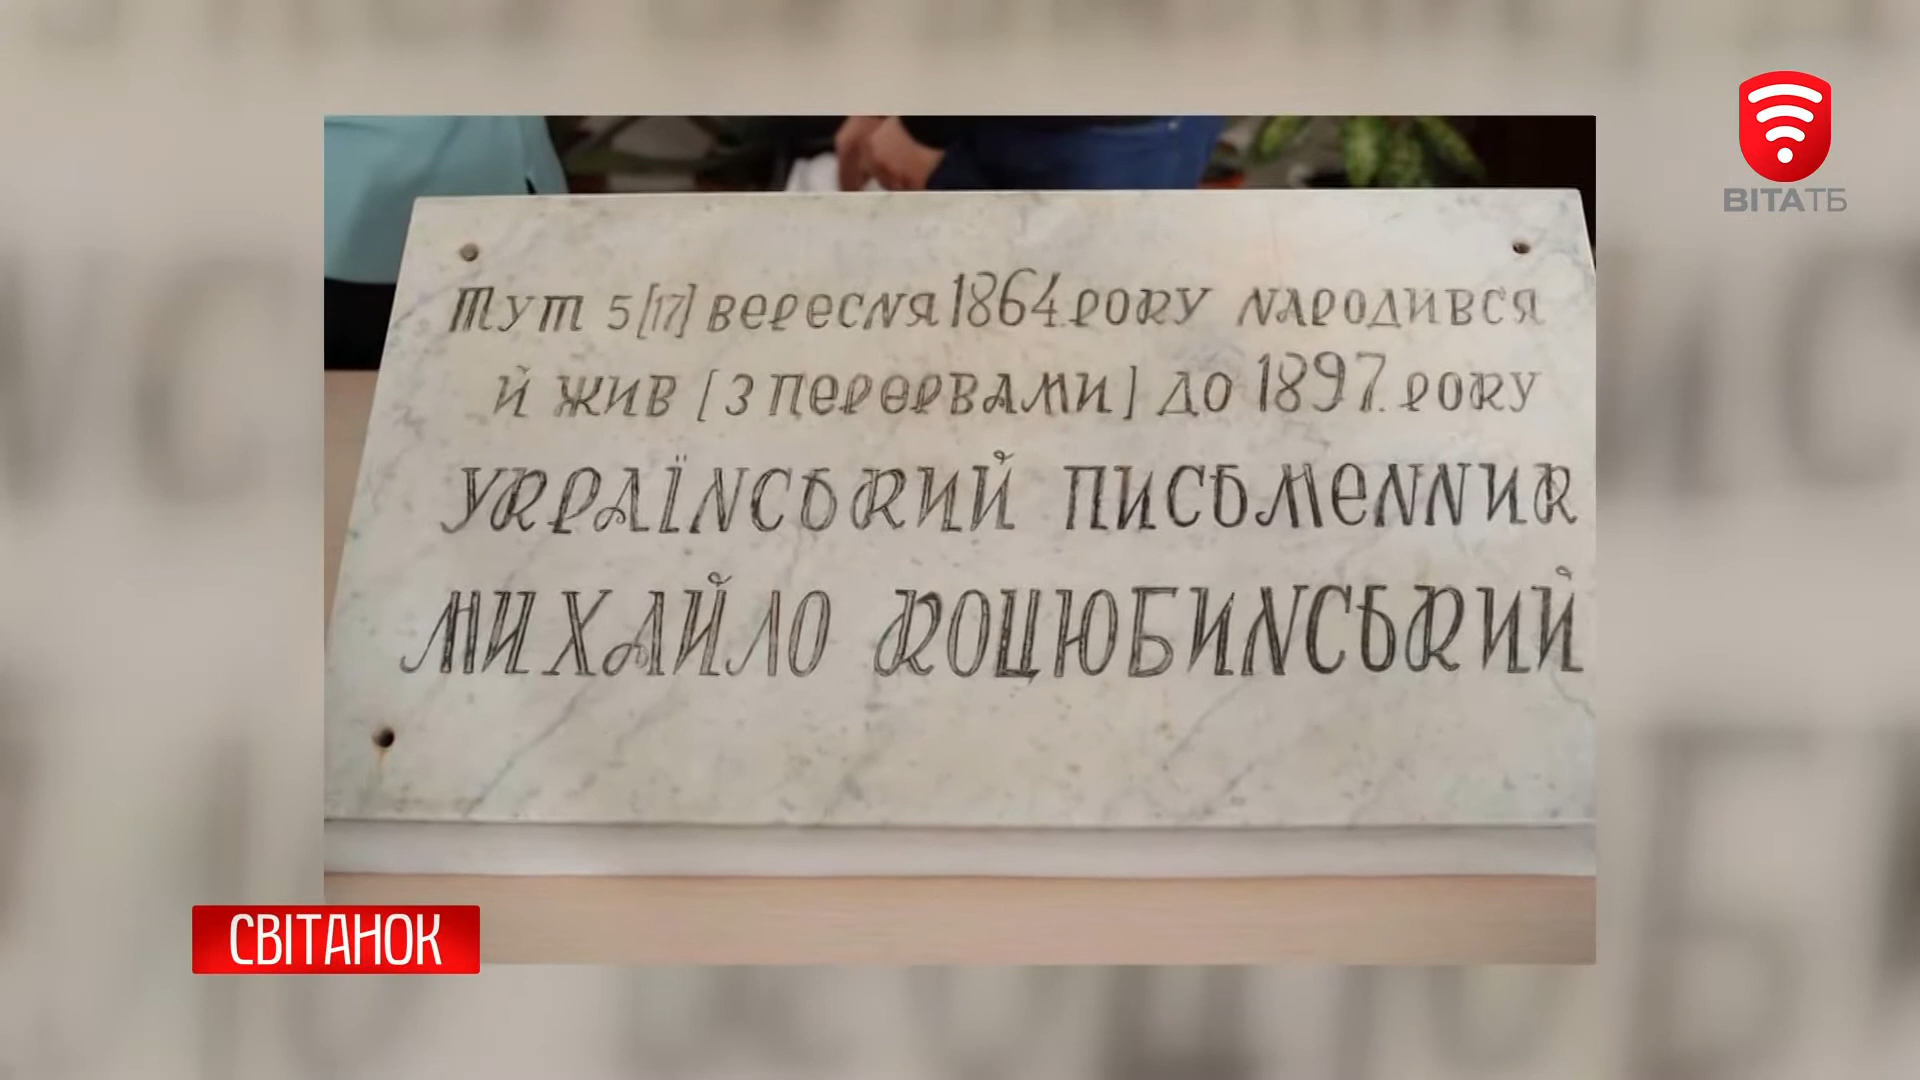 ВІТАТБ
Тут 5 [17] вересня 1864 року народився
й жив [з перервами] до 1897 року
український письменник
Михайло Коцюбинський
СВІТАНОК